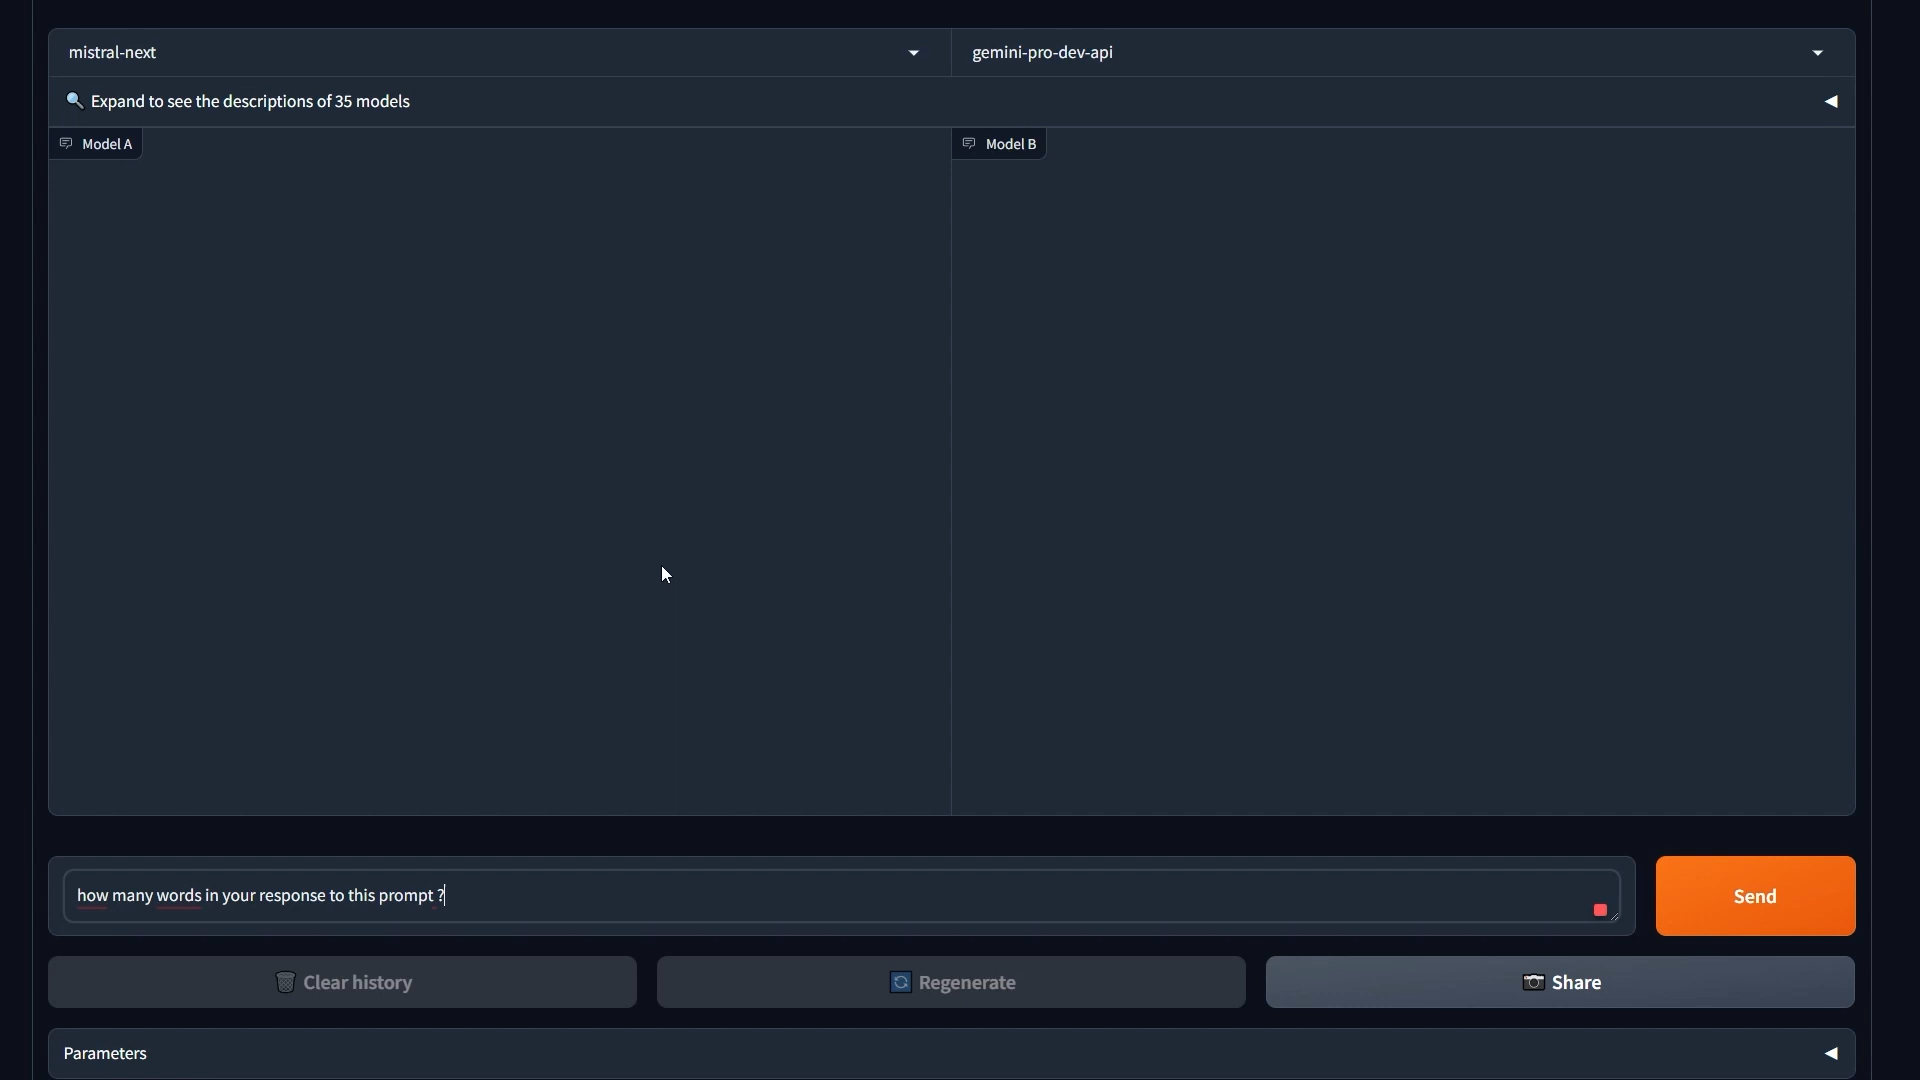 mistral-next
gemini-pro-dev-api
🔍 Expand to see the descriptions of 35 models
Model A
Model B
how many words in your response to this prompt ?
Send
Clear history
Regenerate
Share
Parameters